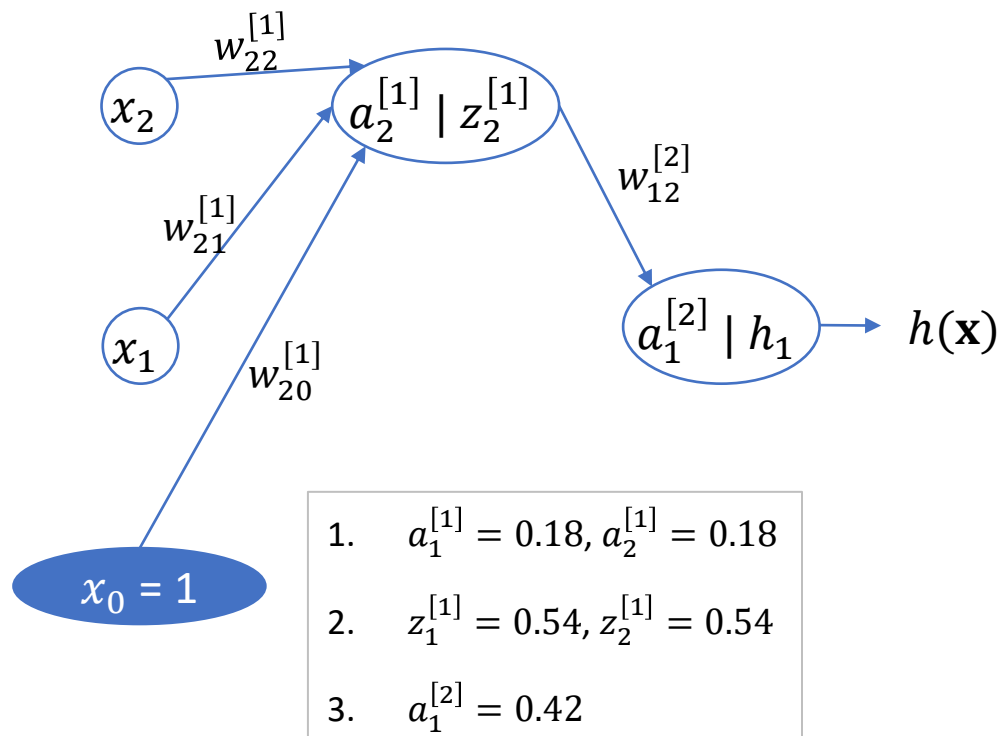 w_{22}^{[1]}
x_2
a_2^{[1]} | z_2^{[1]}
w_{12}^{[2]}
w_{21}^{[1]}
x_1
w_{20}^{[1]}
a_1^{[2]} | h_1
h(𝐱)
x_0 = 1
1. a_1^{[1]} = 0.18, a_2^{[1]} = 0.18
2. z_1^{[1]} = 0.54, z_2^{[1]} = 0.54
3. a_1^{[2]} = 0.42